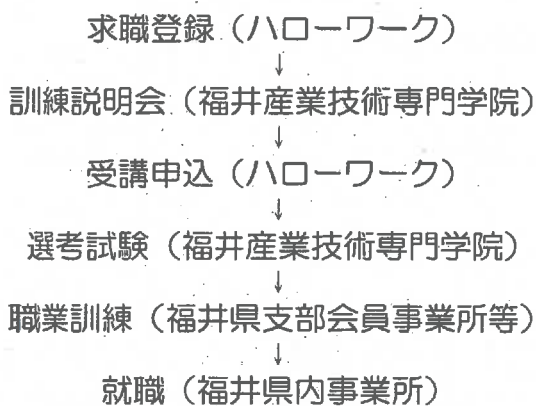 求職登録（ハローワーク）
↓
訓練説明会（福井産業技術専門学院）
↓
受講申込（ハローワーク）
↓
選考試験（福井産業技術専門学院）
↓
職業訓練（福井県支部会員事業所等）
↓
就職（福井県内事業所）